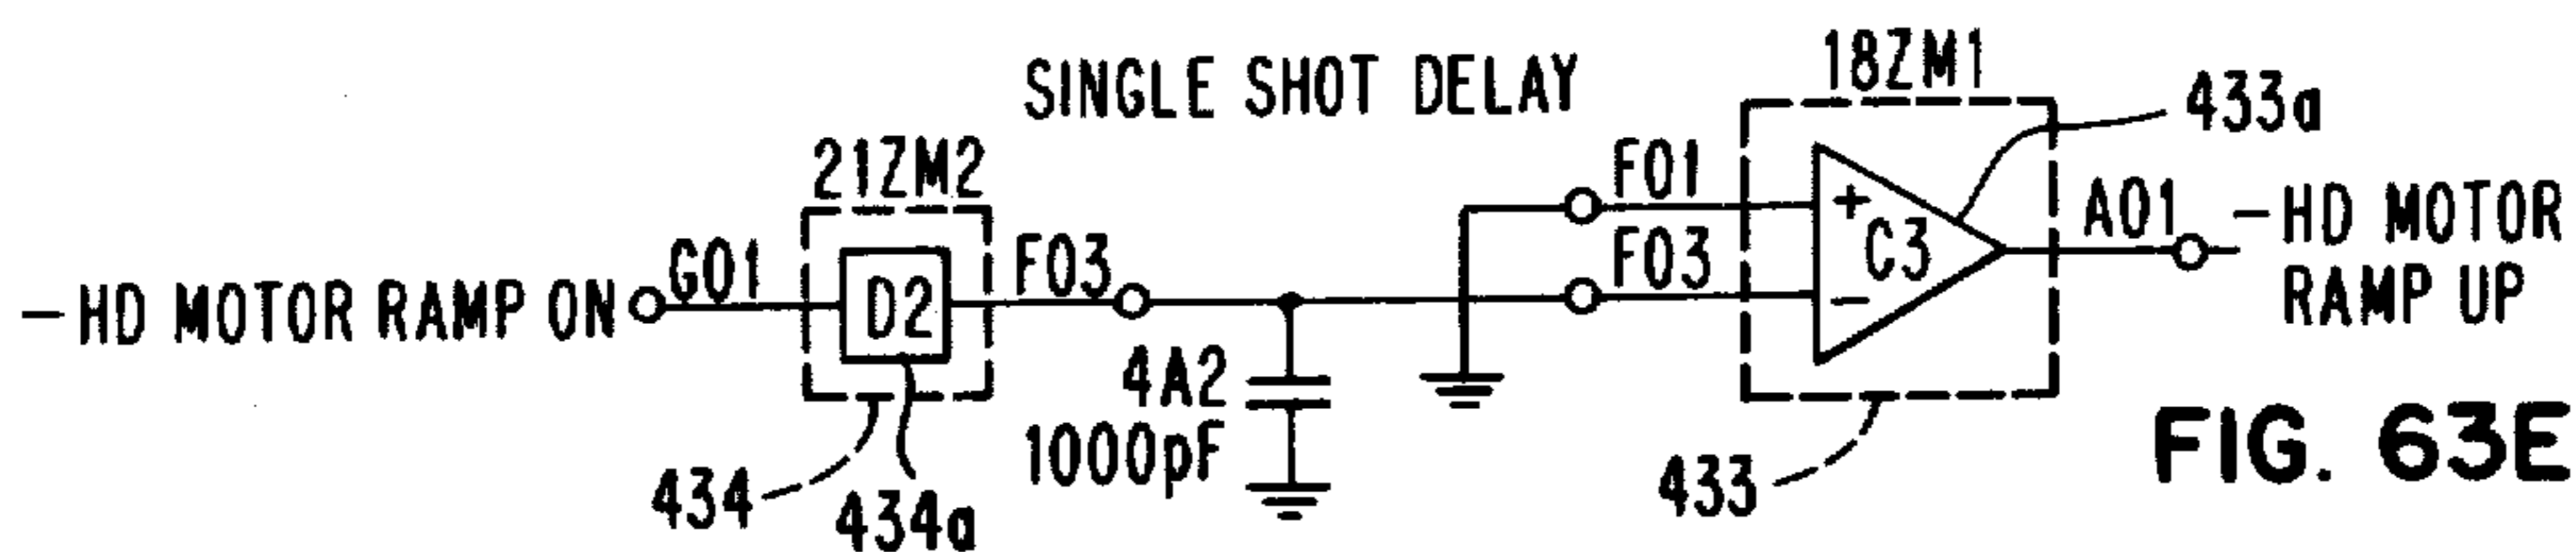 SINGLE SHOT DELAY
18ZM1
433a
21ZM2
-HD MOTOR RAMP ON
G01
D2
F03
F01
F03
+
C3
-
A01
-HD MOTOR
RAMP UP
4A2
1000pF
434
434a
433
FIG. 63E